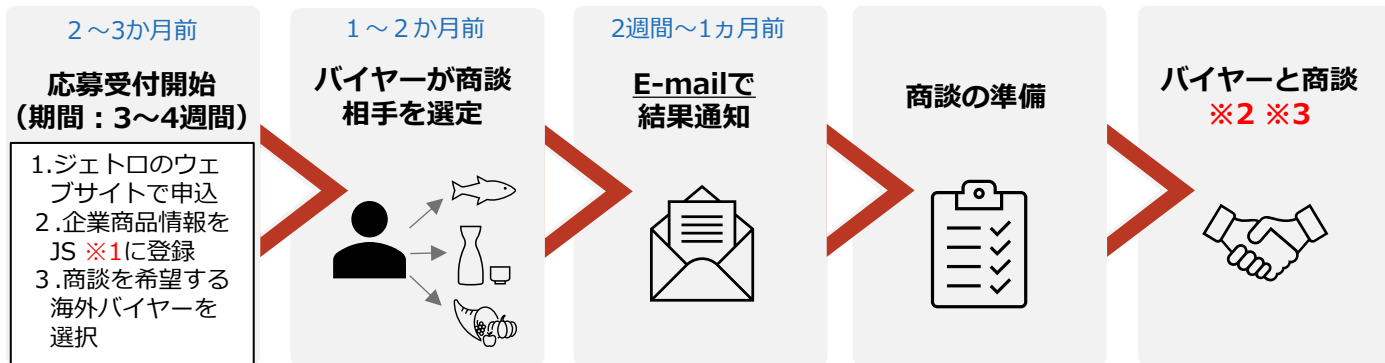 2～3か月前
応募受付開始
（期間：3～4週間）
1.ジェトロのウェ
ブサイトで申込
2.企業商品情報を
JS ※1に登録
3.商談を希望する
海外バイヤーを
選択
1～2か月前
バイヤーが商談
相手を選定
2週間～1ヵ月前
E-mailで
結果通知
商談の準備
バイヤーと商談
※2 ※3